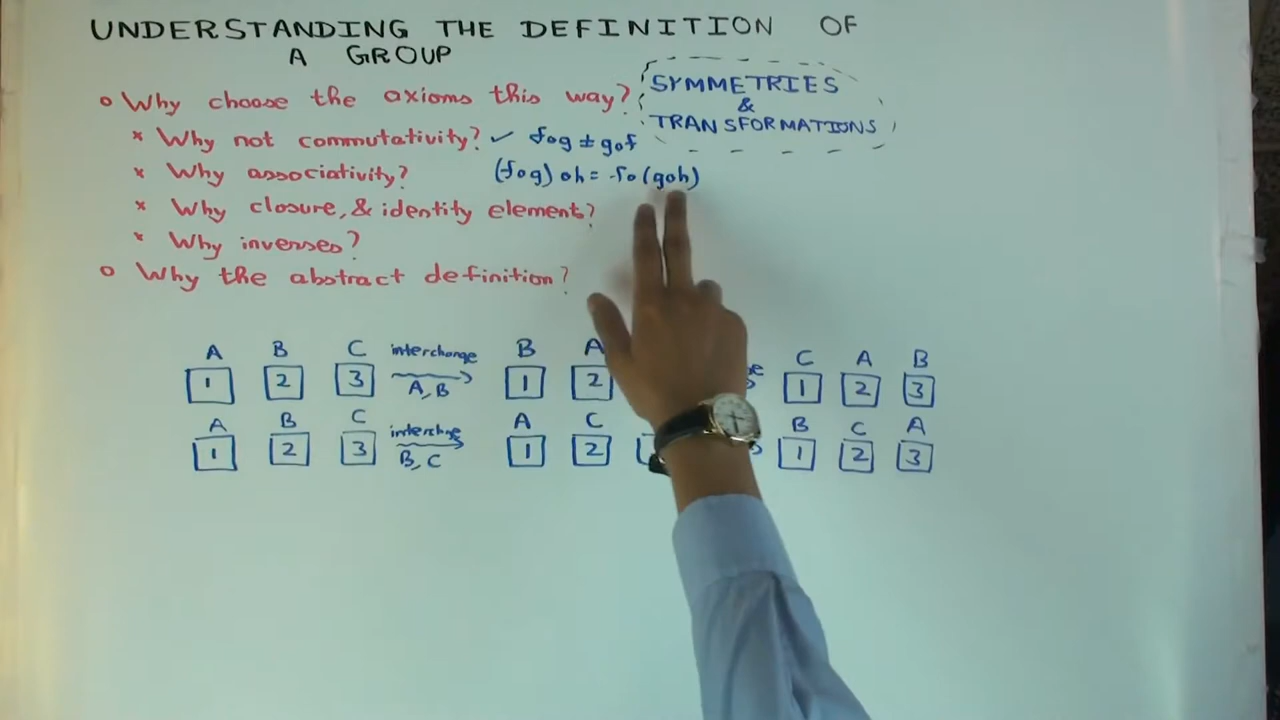 UNDERSTANDING THE DEFINITION OF
A GROUP
o Why choose the axioms this way?
SYMMETRIES
&
TRANSFORMATIONS
* Why not commutativity? ✓ fog ≠ gof
* Why associativity? (fog) oh = fo(goh)
* Why closure, & identity element?
* Why inverses?
o Why the abstract definition?
A B C interchange B A C A B
1 2 3 A,B 1 2 1 2 3
A B C interchnge A C B C A
1 2 3 B,C 1 2 1 2 3